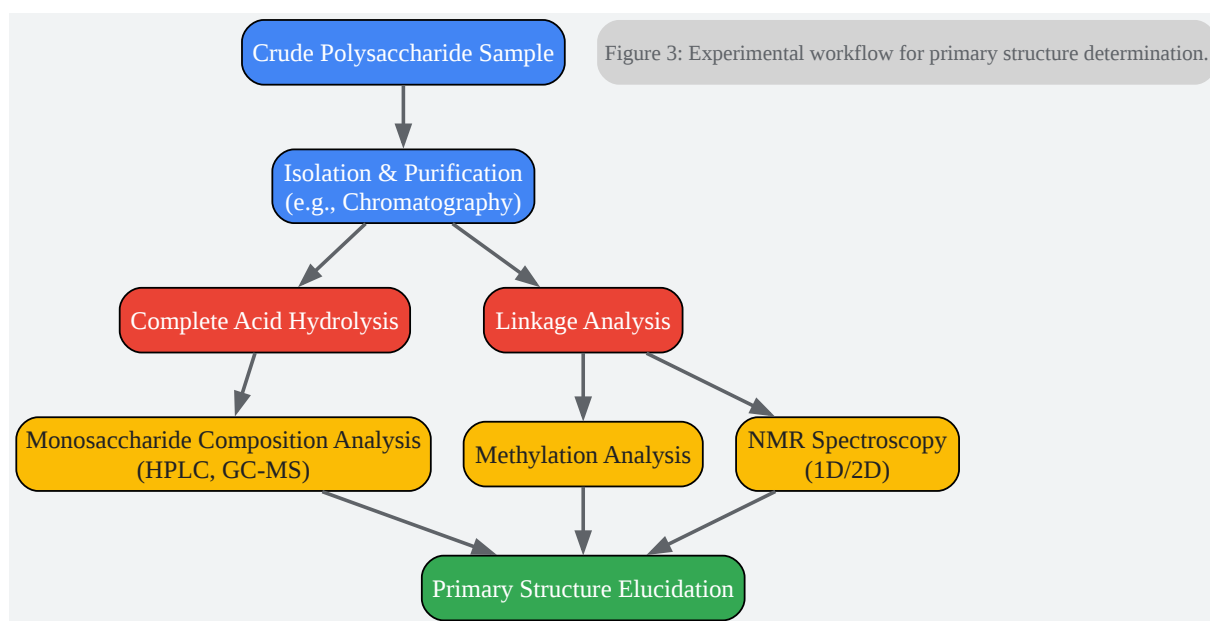 Crude Polysaccharide Sample
Figure 3: Experimental workflow for primary structure determination.
Isolation & Purification
(e.g., Chromatography)
Complete Acid Hydrolysis
Linkage Analysis
Monosaccharide Composition Analysis
(HPLC, GC-MS)
Methylation Analysis
NMR Spectroscopy
(1D/2D)
Primary Structure Elucidation